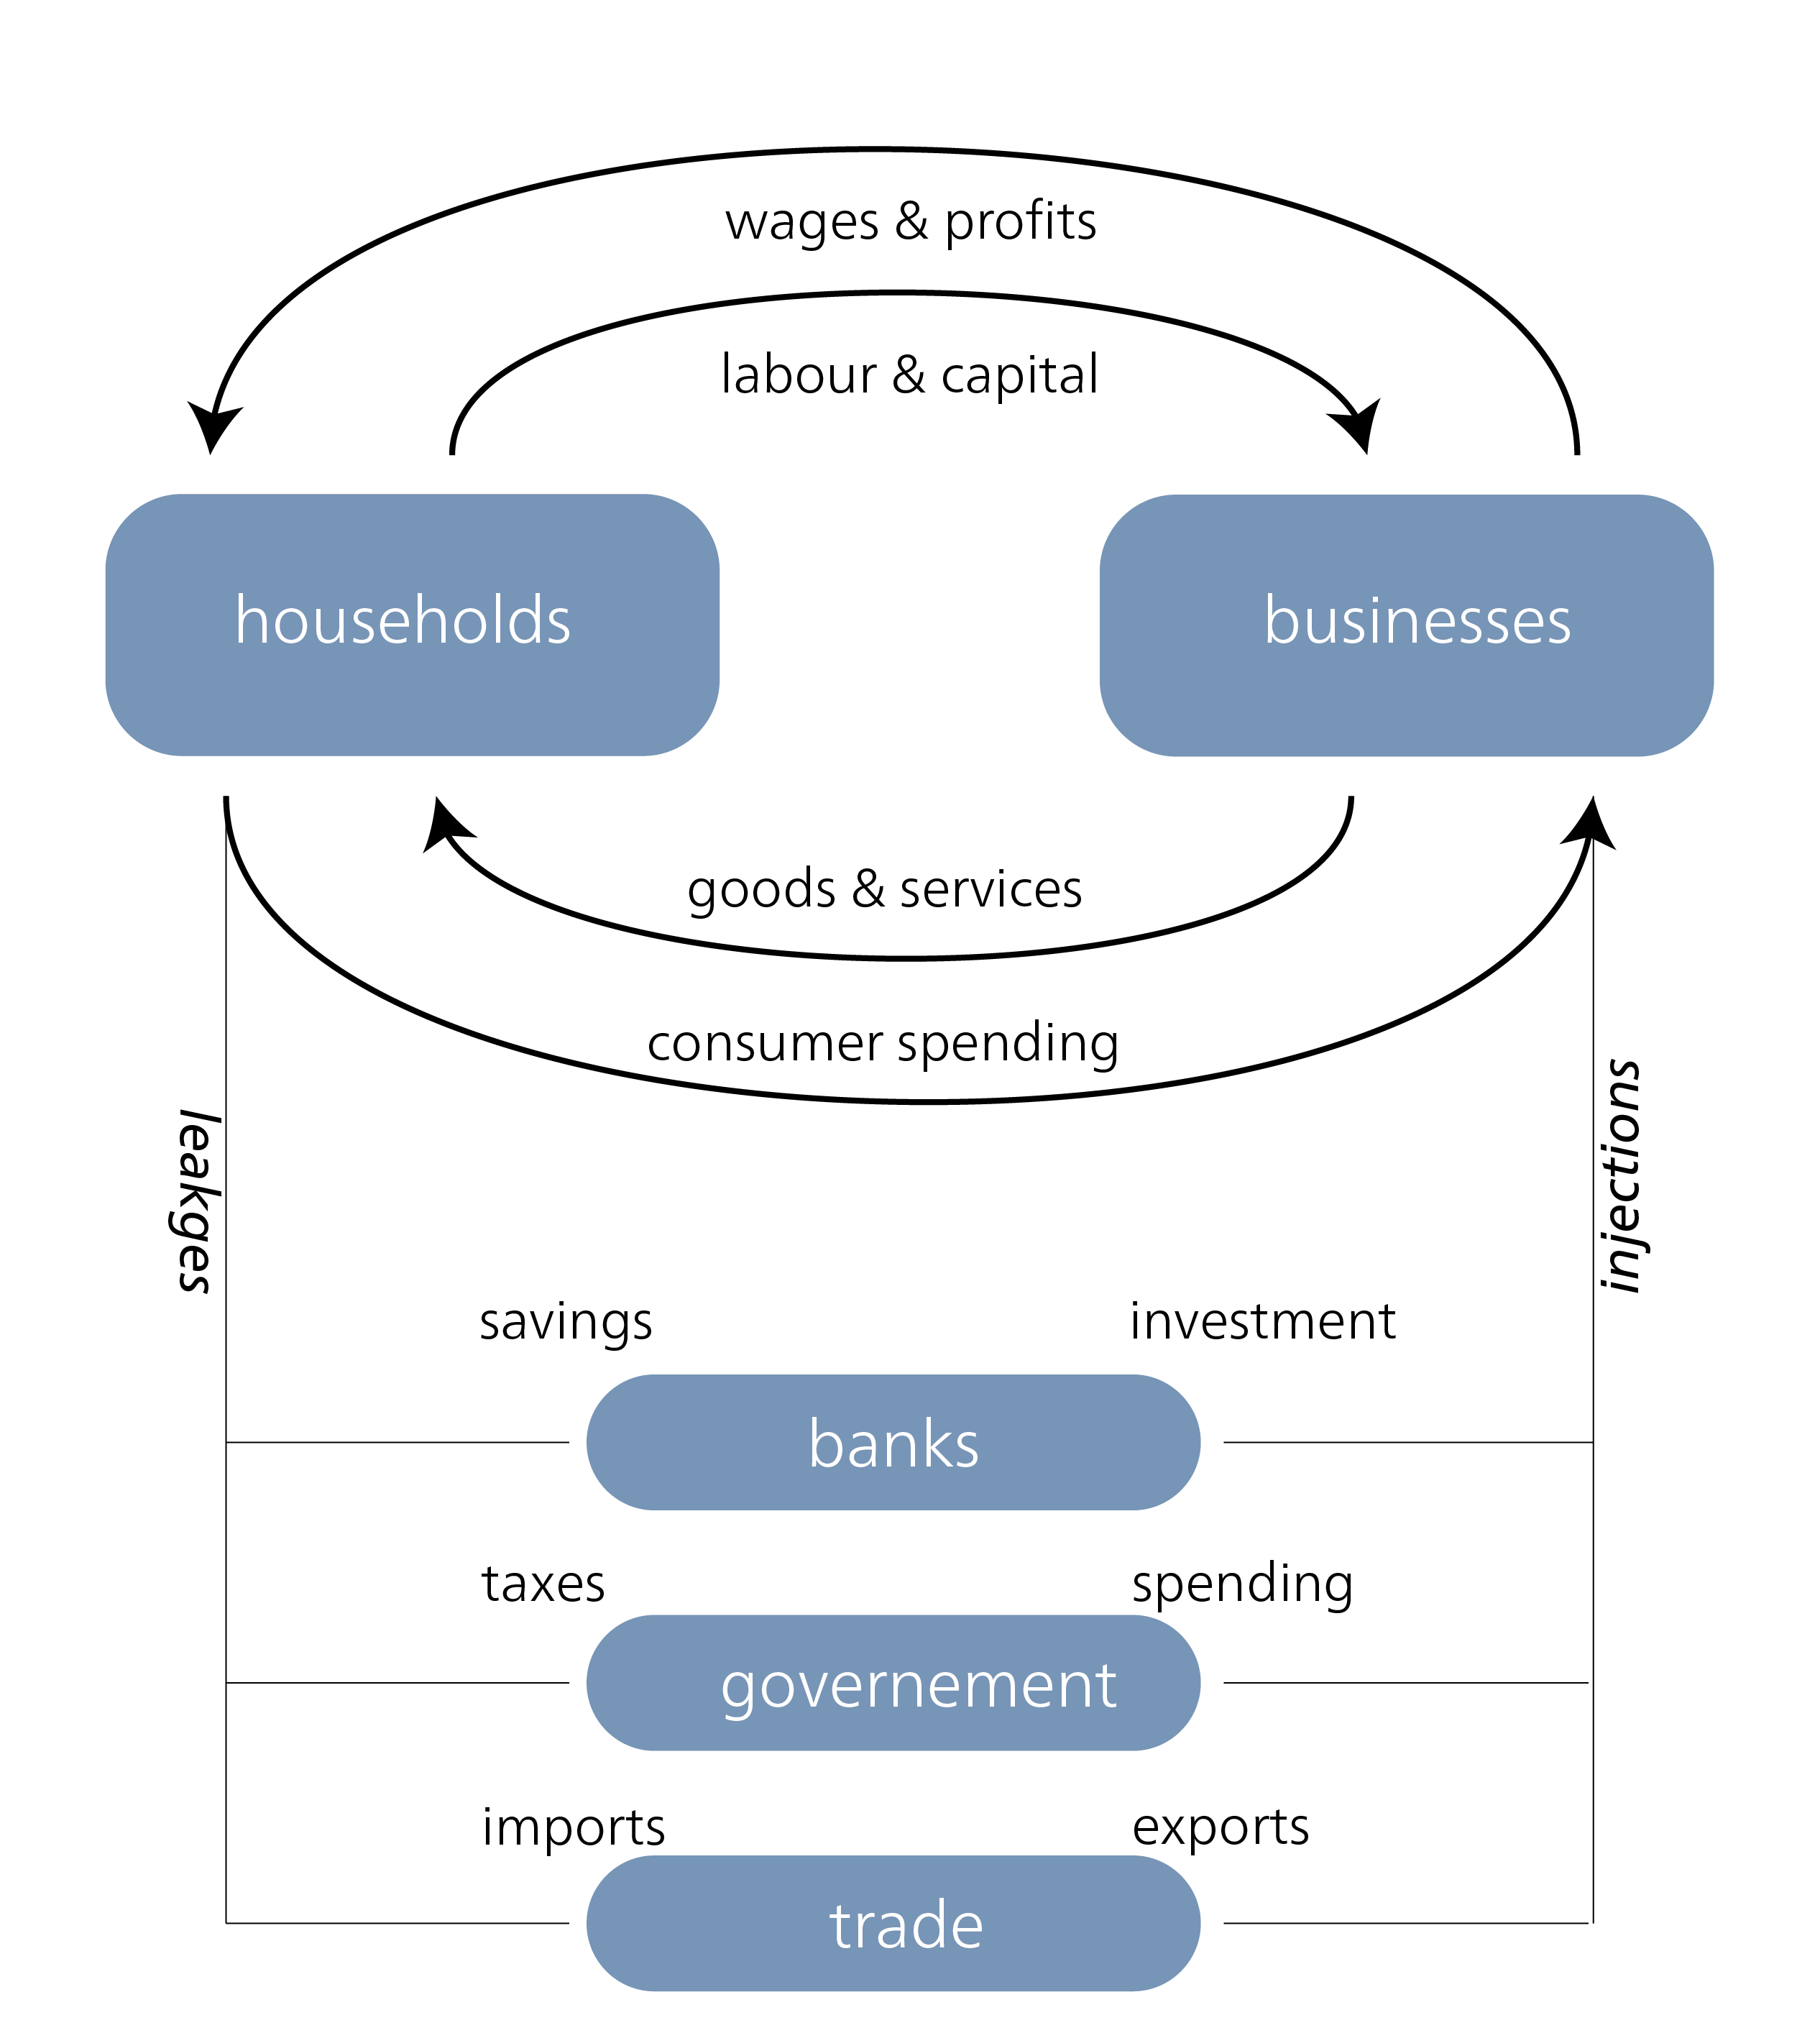 wages & profits
labour & capital
households
businesses
goods & services
consumer spending
leakges
injections
savings
investment
banks
taxes
spending
governement
imports
exports
trade